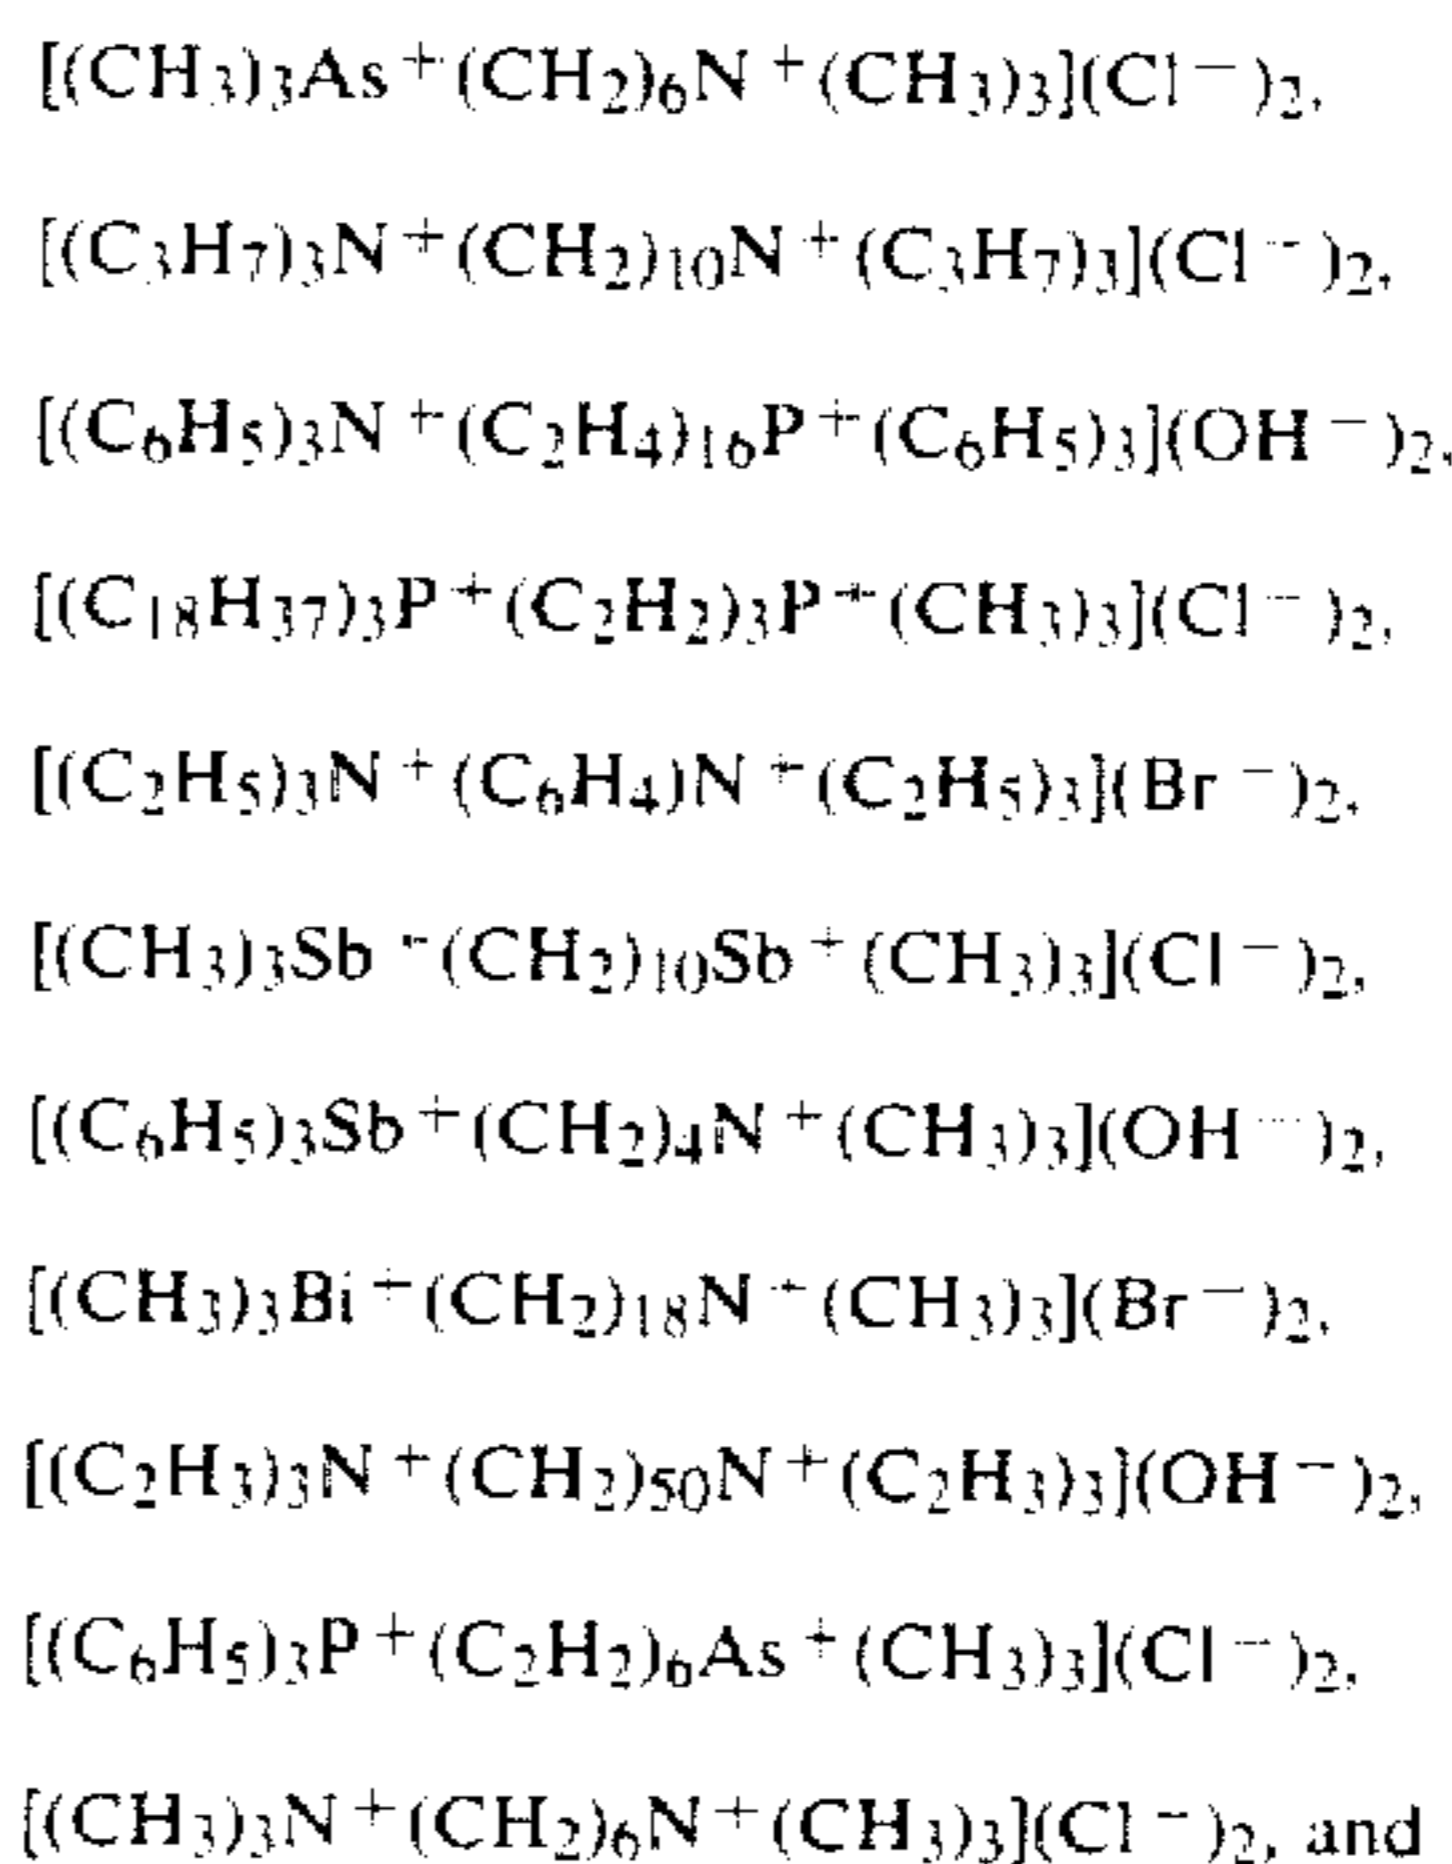 [(CH₃)₃As⁺(CH₂)₆N⁺(CH₃)₃](Cl⁻)₂,
[(C₃H₇)₃N⁺(CH₂)₁₀N⁺(C₃H₇)₃](Cl⁻)₂,
[(C₆H₅)₃N⁺(C₂H₄)₁₆P⁺(C₆H₅)₃](OH⁻)₂,
[(C₁₈H₃₇)₃P⁺(C₂H₂)₃P⁺(CH₃)₃](Cl⁻)₂,
[(C₂H₅)₃N⁺(C₆H₄)N⁺(C₂H₅)₃](Br⁻)₂,
[(CH₃)₃Sb⁺(CH₂)₁₀Sb⁺(CH₃)₃](Cl⁻)₂,
[(C₆H₅)₃Sb⁺(CH₂)₄N⁺(CH₃)₃](OH⁻)₂,
[(CH₃)₃Bi⁺(CH₂)₁₈N⁺(CH₃)₃](Br⁻)₂,
[(C₂H₃)₃N⁺(CH₂)₅₀N⁺(C₂H₃)₃](OH⁻)₂,
[(C₆H₅)₃P⁺(C₂H₂)₆As⁺(CH₃)₃](Cl⁻)₂,
[(CH₃)₃N⁺(CH₂)₆N⁺(CH₃)₃](Cl⁻)₂, and